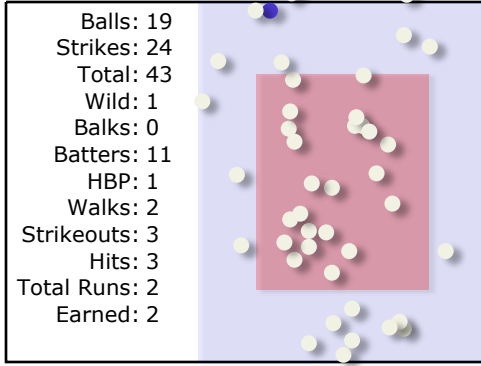 Balls: 19
Strikes: 24
Total: 43
Wild: 1
Balks: 0
Batters: 11
HBP: 1
Walks: 2
Strikeouts: 3
Hits: 3
Total Runs: 2
Earned: 2